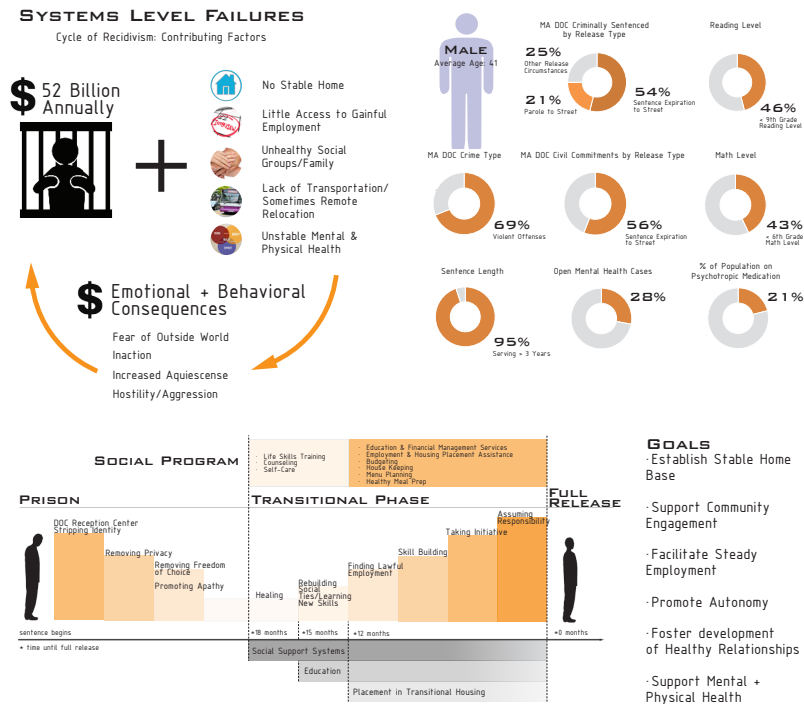 SYSTEMS LEVEL FAILURES
Cycle of Recidivism: Contributing Factors
$ 52 Billion
Annually
No Stable Home
Little Access to Gainful
Employment
Unhealthy Social
Groups/Family
Lack of Transportation/
Sometimes Remote
Relocation
Unstable Mental &
Physical Health
$ Emotional + Behavioral
Consequences
Fear of Outside World
Inaction
Increased Aquiescense
Hostility/Aggression
MALE
Average Age: 41
MA DOC Criminally Sentenced
by Release Type
25%
Other Release
Circumstances
21%
Parole to Street
54%
Sentence Expiration
to Street
Reading Level
46%
< 9th Grade
Reading Level
MA DOC Crime Type
69%
Violent Offenses
MA DOC Civil Commitments by Release Type
56%
Sentence Expiration
to Street
Math Level
43%
< 6th Grade
Math Level
Sentence Length
95%
Serving > 3 Years
Open Mental Health Cases
28%
% of Population on
Psychotropic Medication
21%
SOCIAL PROGRAM
· Life Skills Training
· Counseling
· Self-Care
· Education & Financial Management Services
· Employment & Housing Placement Assistance
· Budgeting
· House Keeping
· Menu Planning
· Healthy Meal Prep
PRISON
TRANSITIONAL PHASE
FULL
RELEASE
DOC Reception Center
Stripping Identity
Removing Privacy
Removing Freedom
of Choice
Promoting Apathy
Healing
Rebuilding
Social
Ties/Learning
New Skills
Finding Lawful
Employment
Skill Building
Taking Initiative
Assuming
Responsibility
sentence begins
*18 months
*15 months
*12 months
*0 months
* time until full release
Social Support Systems
Education
Placement in Transitional Housing
GOALS
·Establish Stable Home
Base
·Support Community
Engagement
·Facilitate Steady
Employment
·Promote Autonomy
·Foster development
of Healthy Relationships
·Support Mental +
Physical Health